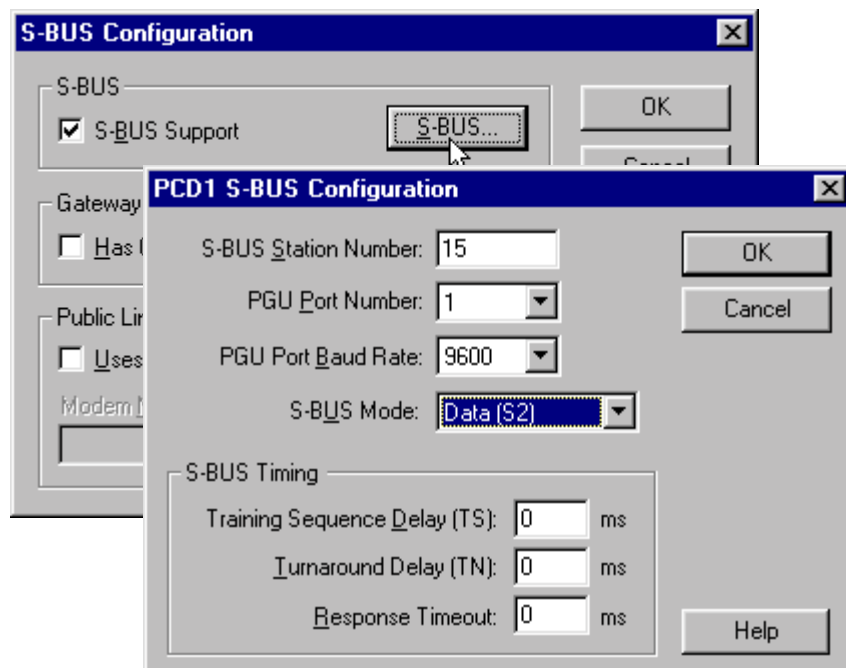 S-BUS Configuration
S-BUS
S-BUS Support
S-BUS...
OK
Gateway
Has
Public
Uses
Modem
PCD1 S-BUS Configuration
S-BUS Station Number: 15
OK
PGU Port Number: 1
Cancel
PGU Port Baud Rate: 9600
S-BUS Mode: Data (S2)
S-BUS Timing
Training Sequence Delay (TS): 0 ms
Turnaround Delay (TN): 0 ms
Response Timeout: 0 ms
Help